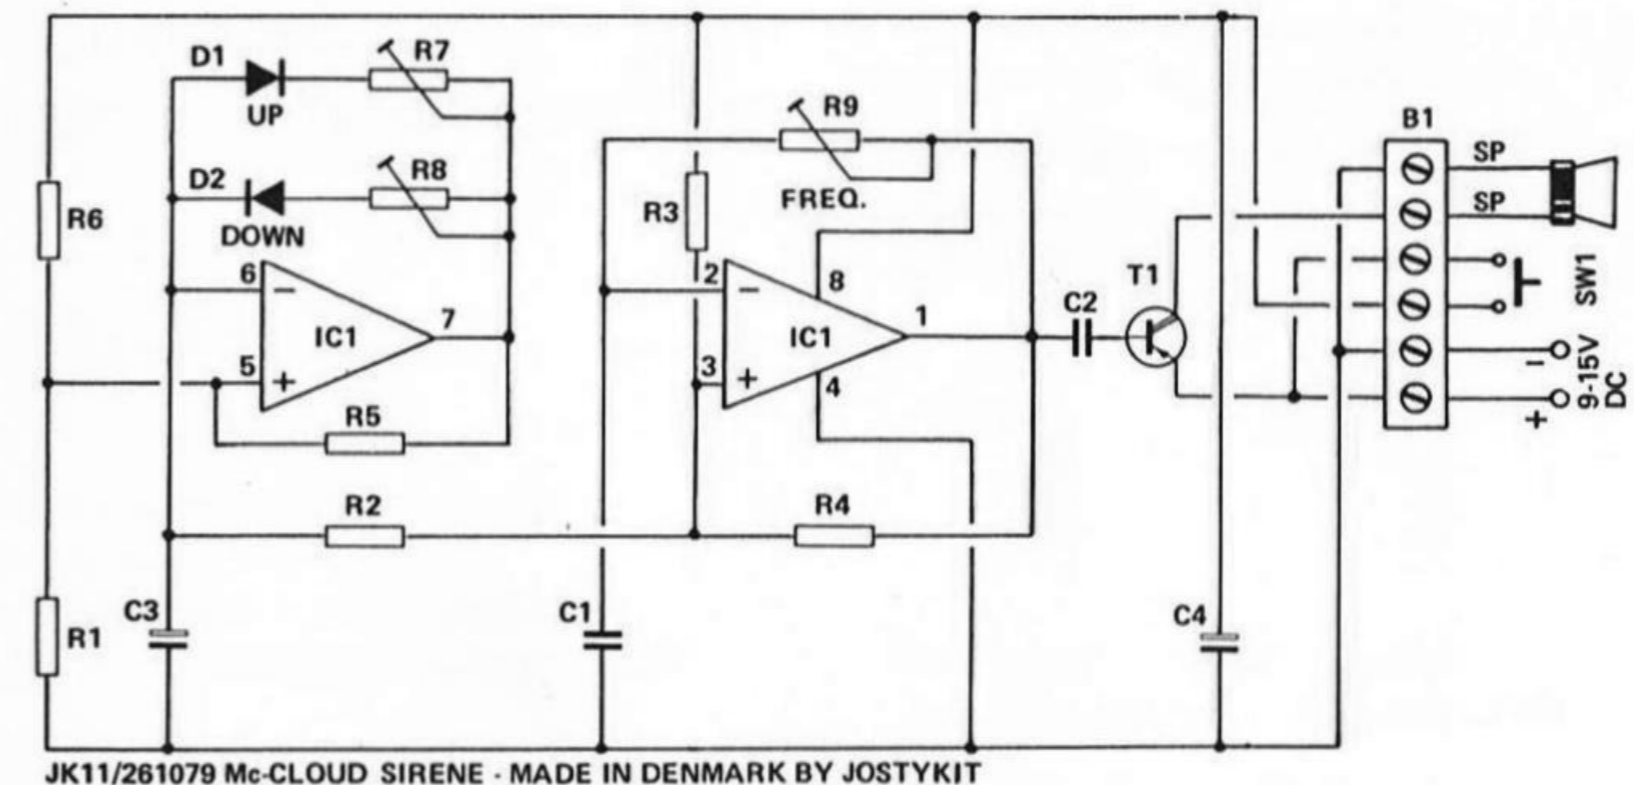 D1
UP
R7
D2
DOWN
R8
R6
6
−
5
+
IC1
7
R5
R2
C3
R1
R9
FREQ.
R3
2
−
3
+
IC1
8
4
1
R4
C1
C2
T1
C4
B1
SP
SP
SW1
−
+
9-15V
DC
JK11/261079 Mc-CLOUD SIRENE - MADE IN DENMARK BY JOSTYKIT